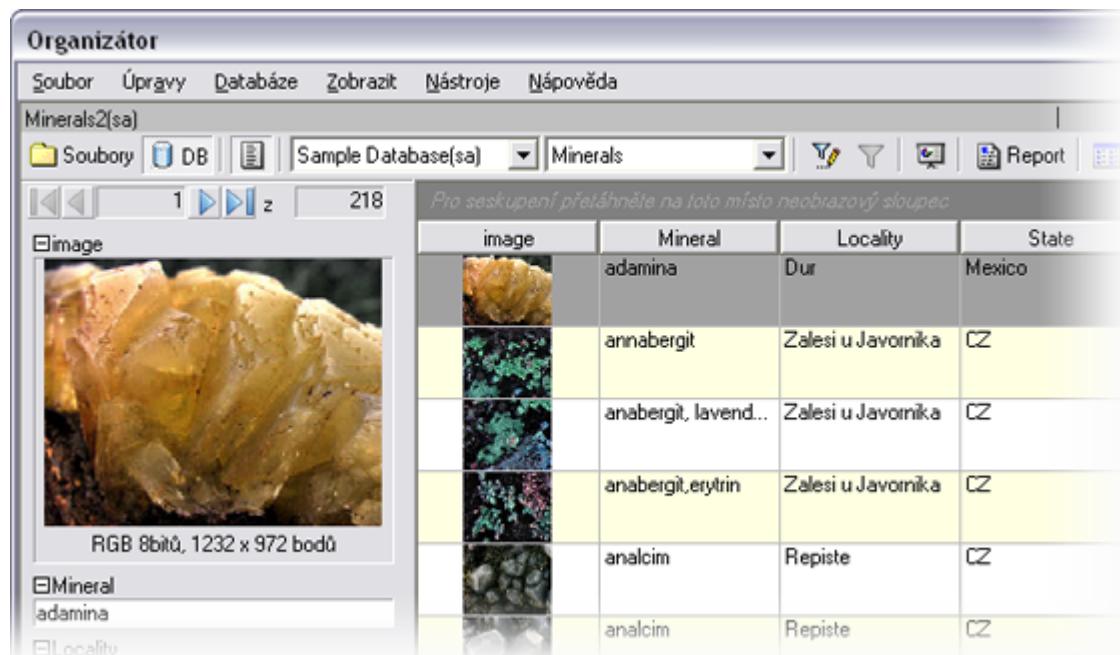 Organizátor
Soubor Úpravy Databáze Zobrazit Nástroje Nápověda
Minerals2(sa)
Soubory DB Sample Database(sa) Minerals Report
1 z 218
Pro seskupení přetáhněte na toto místo neobrazový sloupec
image
image Mineral Locality State
adamina Dur Mexico
annabergit Zalesi u Javornika CZ
anabergit, lavend... Zalesi u Javornika CZ
anabergit,erytrin Zalesi u Javornika CZ
RGB 8bitů, 1232 x 972 bodů
analcim Repiste CZ
Mineral
adamina
analcim Repiste CZ
Locality